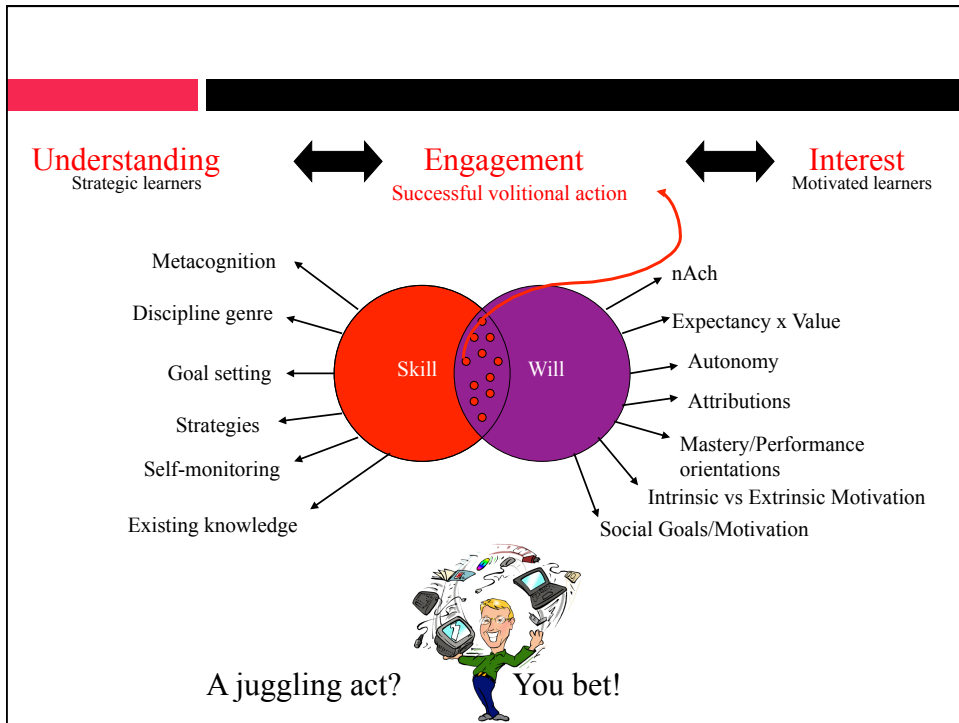 Understanding
Strategic learners
Engagement
Successful volitional action
Interest
Motivated learners
Metacognition
Discipline genre
Goal setting
Strategies
Self-monitoring
Existing knowledge
Skill
Will
nAch
Expectancy x Value
Autonomy
Attributions
Mastery/Performance
orientations
Intrinsic vs Extrinsic Motivation
Social Goals/Motivation
A juggling act?
You bet!